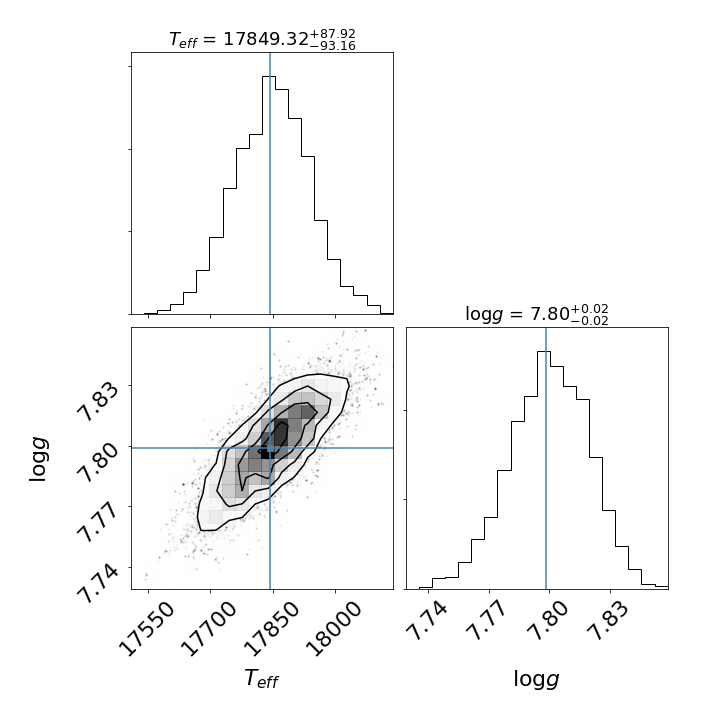 T_eff = 17849.32^{+87.92}_{−93.16}
logg = 7.80^{+0.02}_{−0.02}
logg
7.83
7.80
7.77
7.74
17550
17700
17850
18000
7.74
7.77
7.80
7.83
T_eff
logg